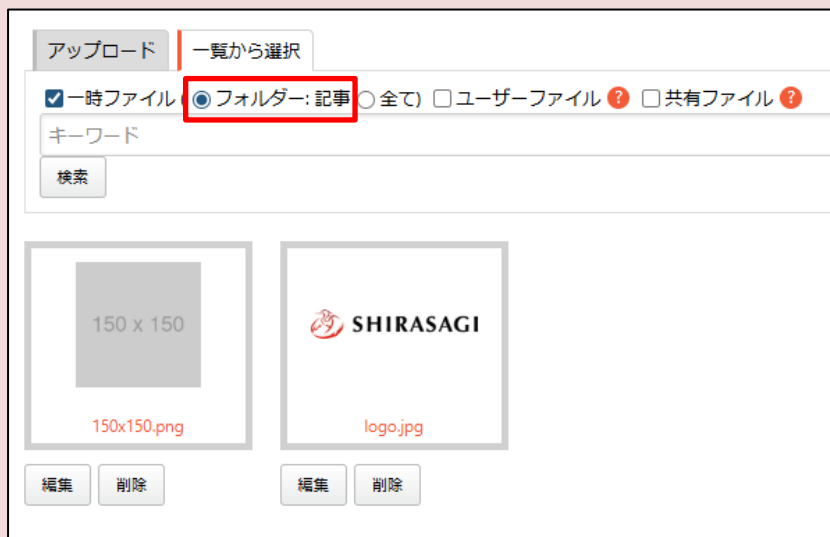 アップロード 一覧から選択
一時ファイル ( フォルダー: 記事 全て) ユーザーファイル ? 共有ファイル ?
キーワード
検索
150 x 150 SHIRASAGI
150x150.png logo.jpg
編集 削除 編集 削除